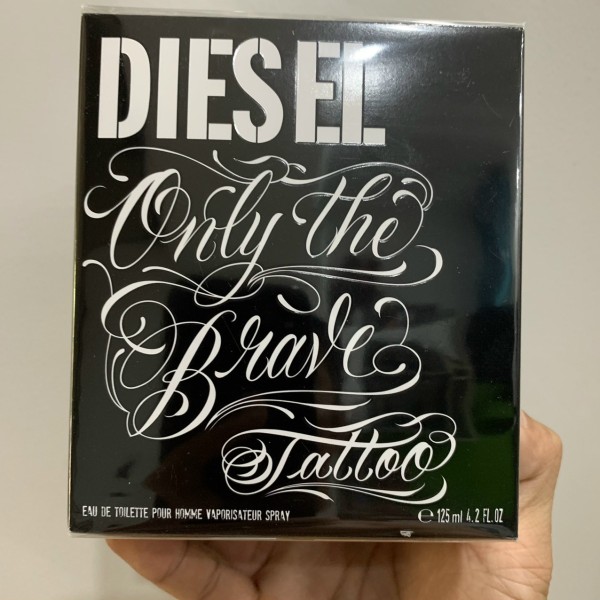 DIESEL
Only the
Brave
Tattoo
EAU DE TOILETTE POUR HOMME VAPORISATEUR SPRAY ℮ 125 ml 4.2 FL.OZ